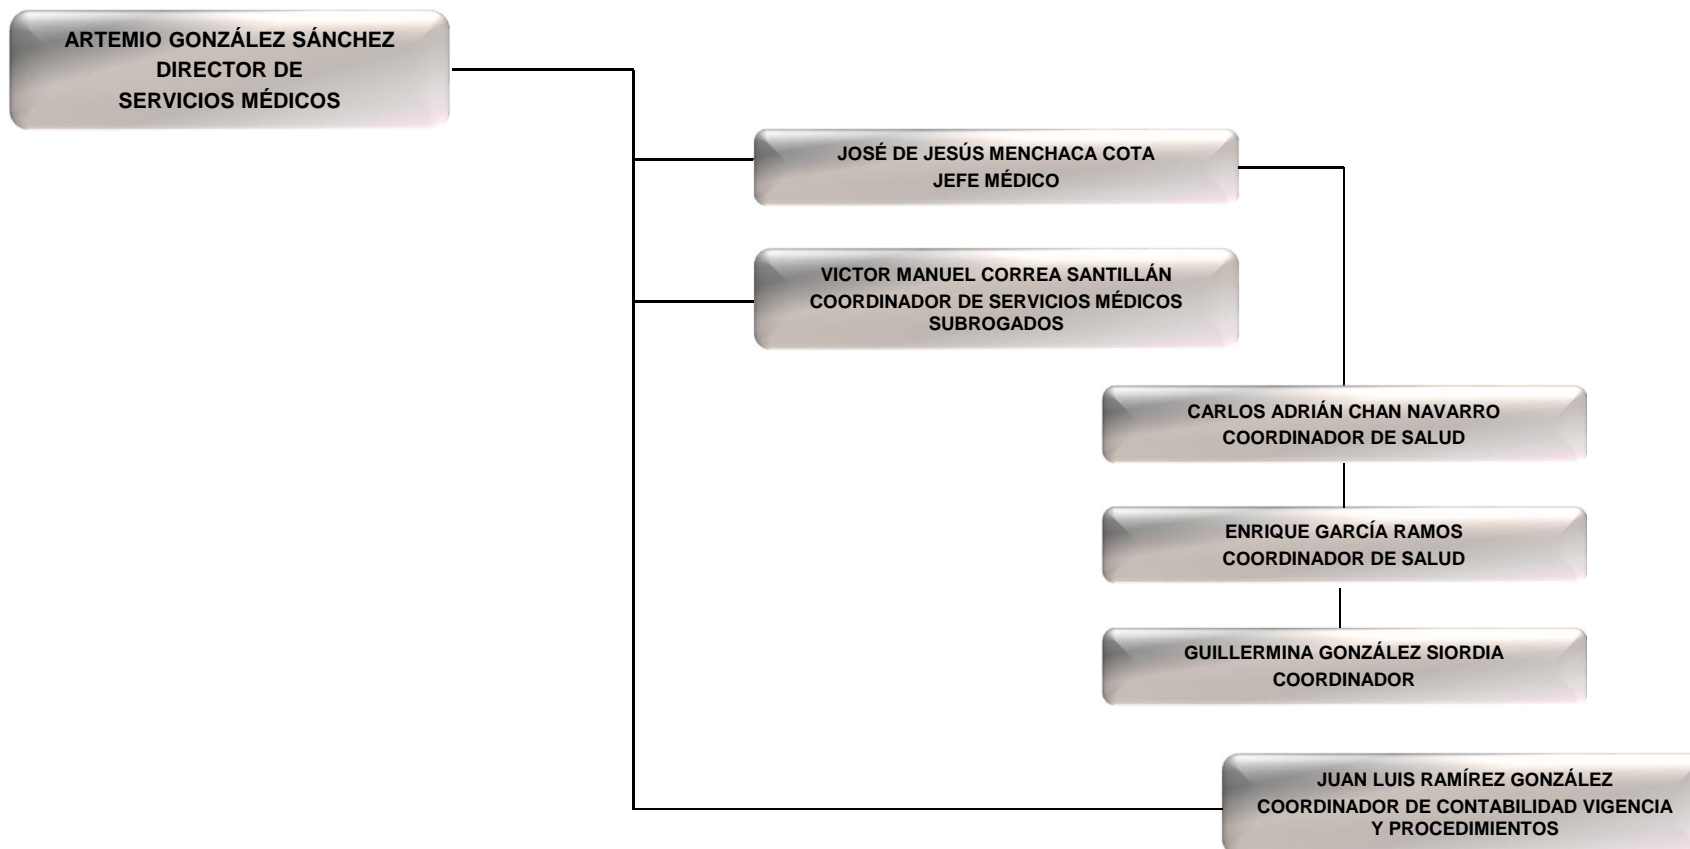 ARTEMIO GONZÁLEZ SÁNCHEZ
DIRECTOR DE
SERVICIOS MÉDICOS
JOSÉ DE JESÚS MENCHACA COTA
JEFE MÉDICO
VICTOR MANUEL CORREA SANTILLÁN
COORDINADOR DE SERVICIOS MÉDICOS
SUBROGADOS
CARLOS ADRIÁN CHAN NAVARRO
COORDINADOR DE SALUD
ENRIQUE GARCÍA RAMOS
COORDINADOR DE SALUD
GUILLERMINA GONZÁLEZ SIORDIA
COORDINADOR
JUAN LUIS RAMÍREZ GONZÁLEZ
COORDINADOR DE CONTABILIDAD VIGENCIA
Y PROCEDIMIENTOS